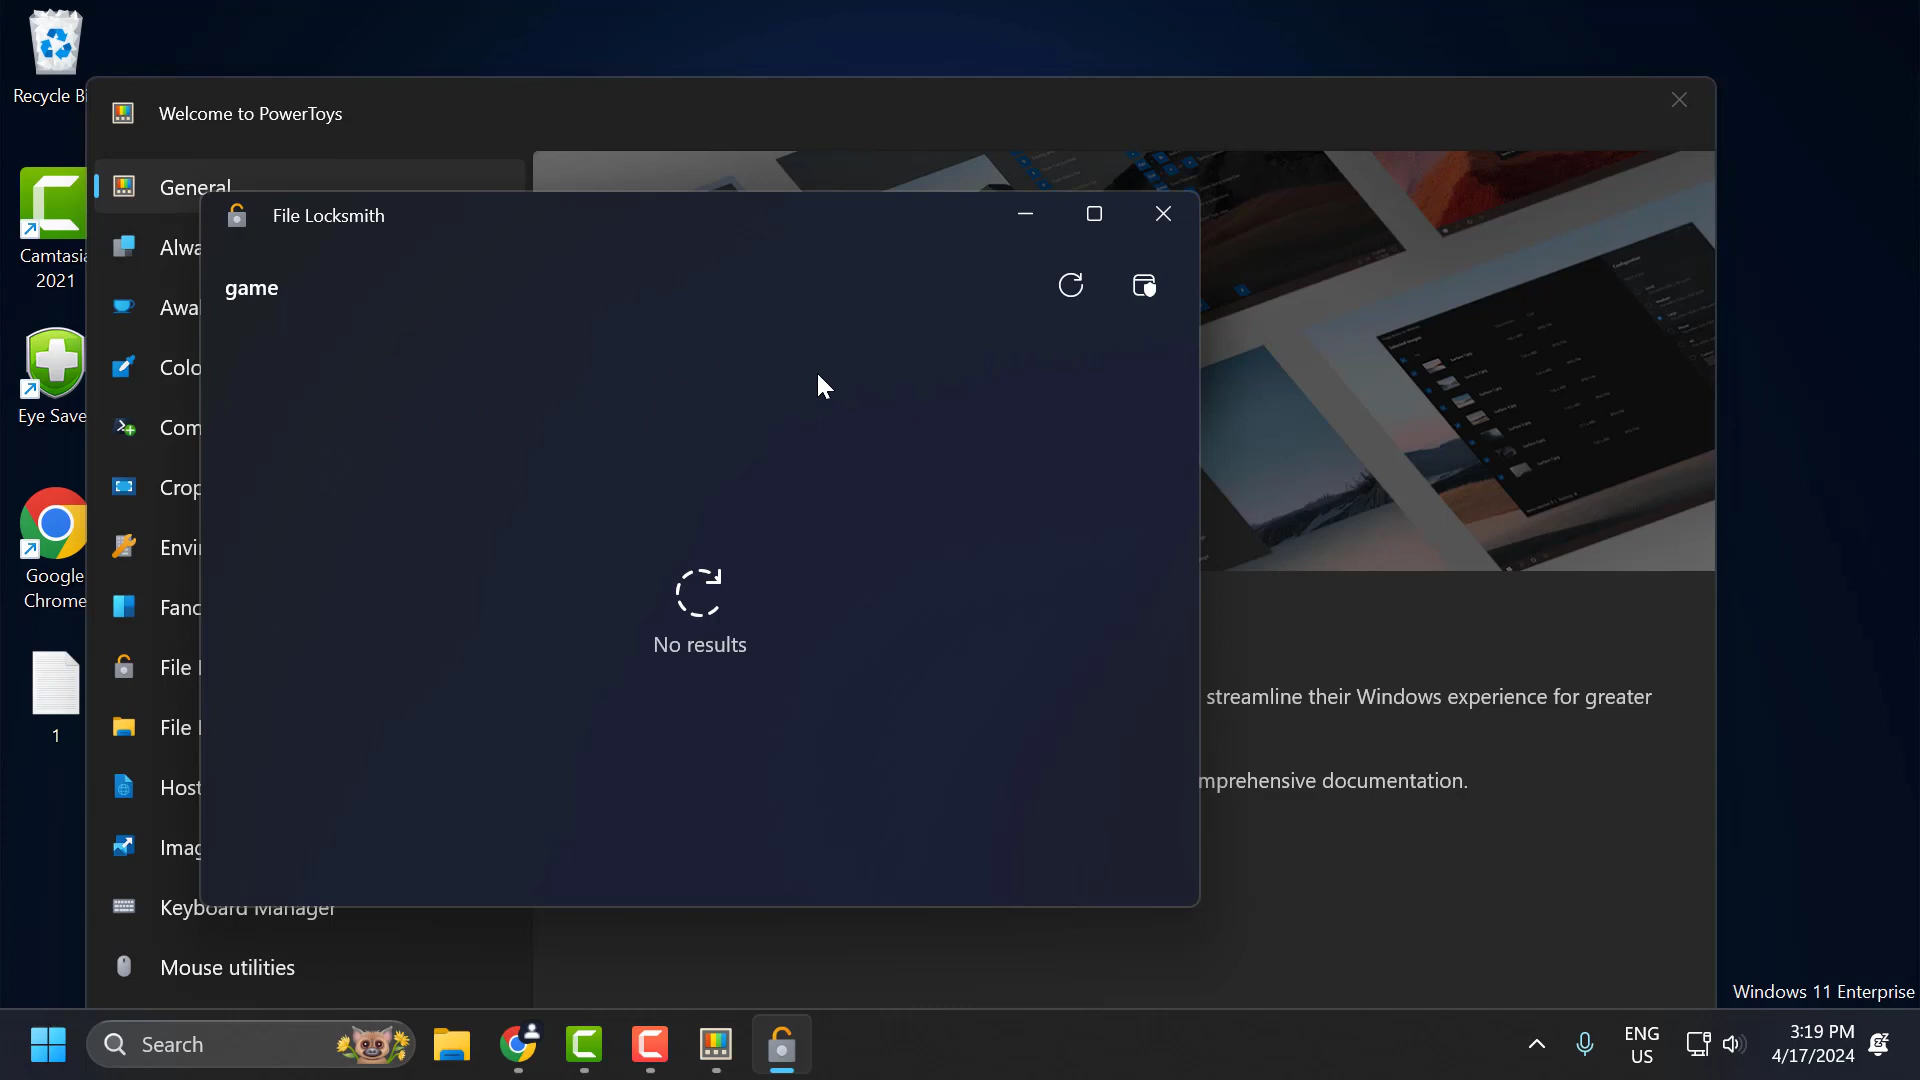 Recycle Bi
Welcome to PowerToys
General
File Locksmith
game
No results
Alwa
Awa
Colo
Com
Crop
Envi
Fanc
File
File
Host
Imag
Keyboard Manager
Mouse utilities
streamline their Windows experience for greater
mprehensive documentation.
Camtasia
2021
Eye Save
Google
Chrome
1
Windows 11 Enterprise
Search
ENG
US
3:19 PM
4/17/2024